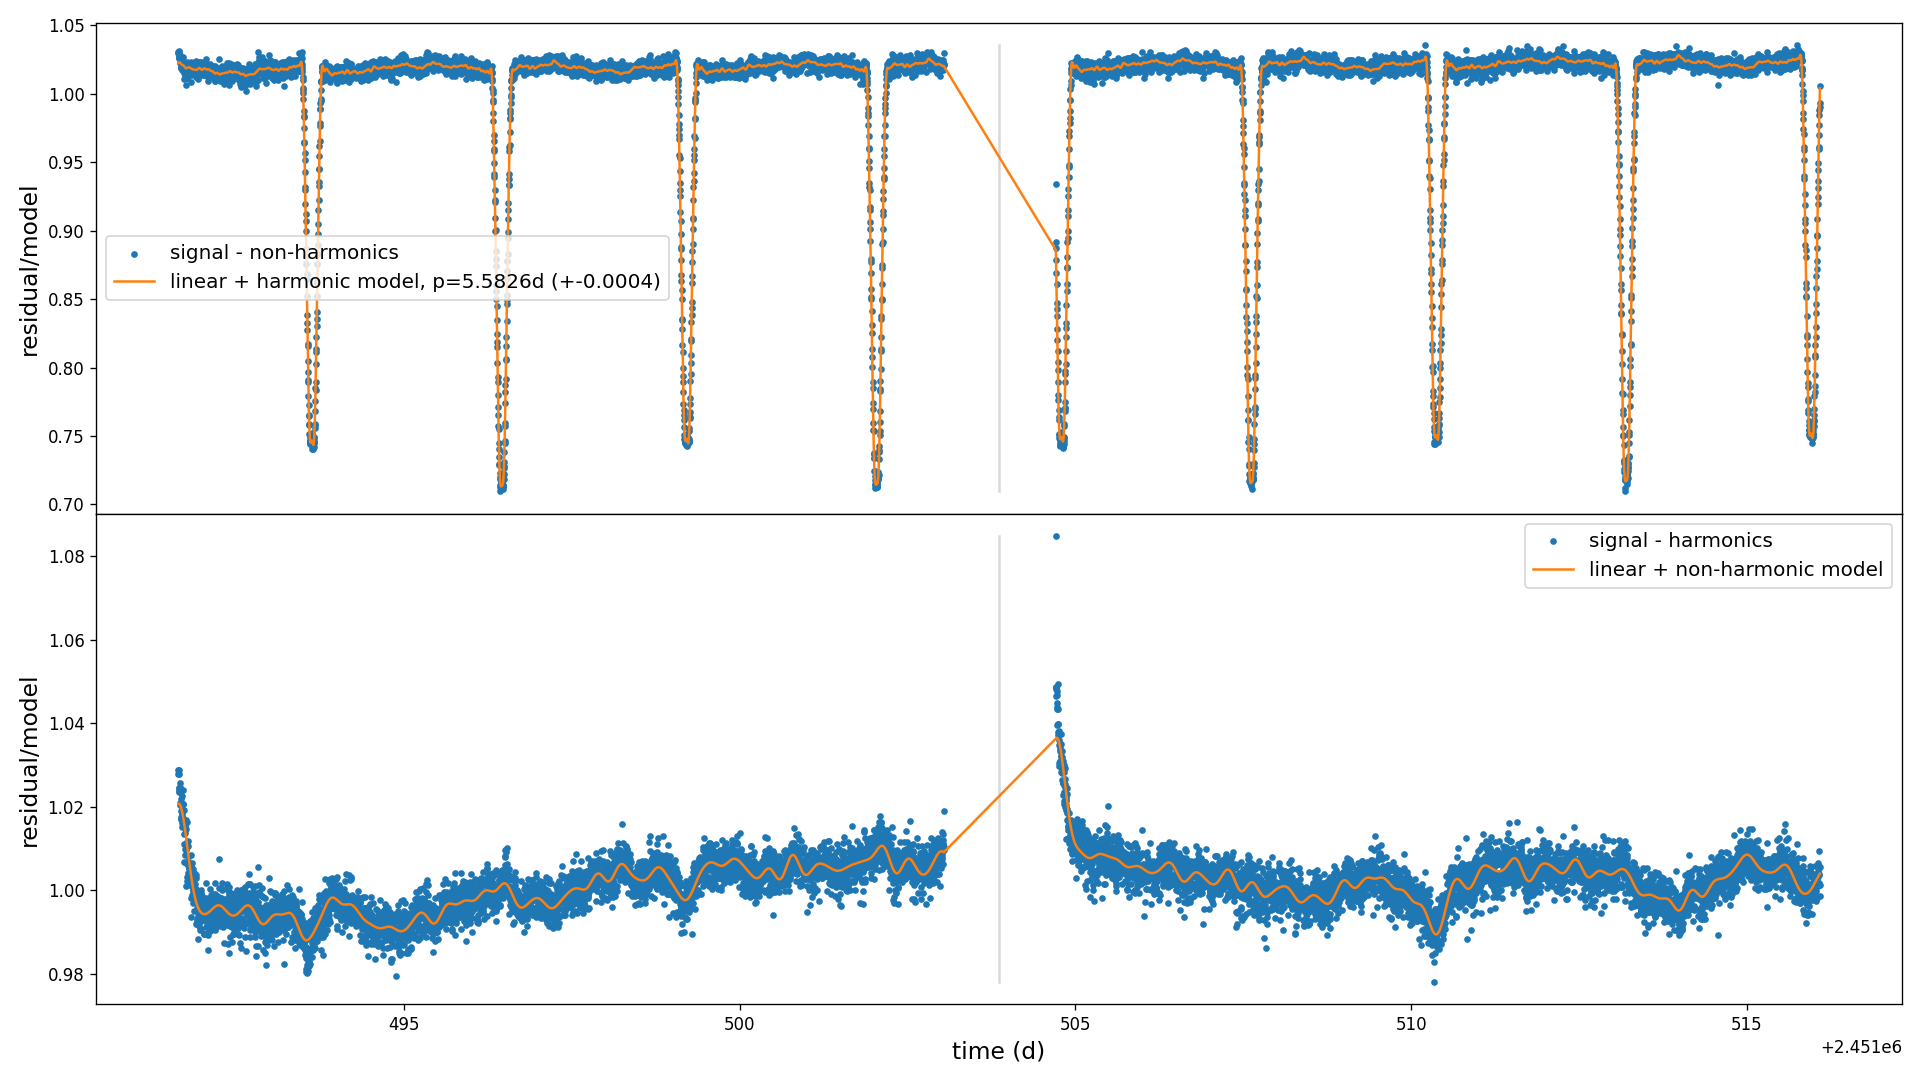 1.05
1.00
0.95
0.90
0.85
0.80
0.75
0.70
residual/model
signal - non-harmonics
linear + harmonic model, p=5.5826d (+-0.0004)
1.08
1.06
1.04
1.02
1.00
0.98
residual/model
signal - harmonics
linear + non-harmonic model
495
500
505
510
515
time (d)
+2.451e6